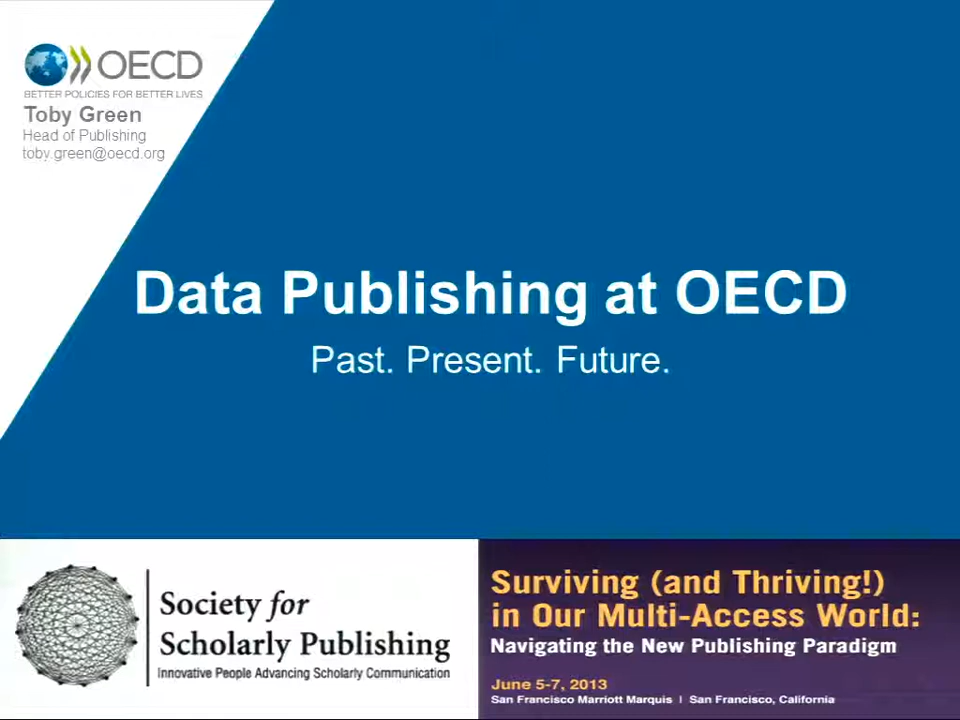 OECD
BETTER POLICIES FOR BETTER LIVES
Toby Green
Head of Publishing
toby.green@oecd.org
Data Publishing at OECD
Past. Present. Future.
Society for
Scholarly Publishing
Innovative People Advancing Scholarly Communication
Surviving (and Thriving!)
in Our Multi-Access World:
Navigating the New Publishing Paradigm
June 5-7, 2013
San Francisco Marriott Marquis | San Francisco, California